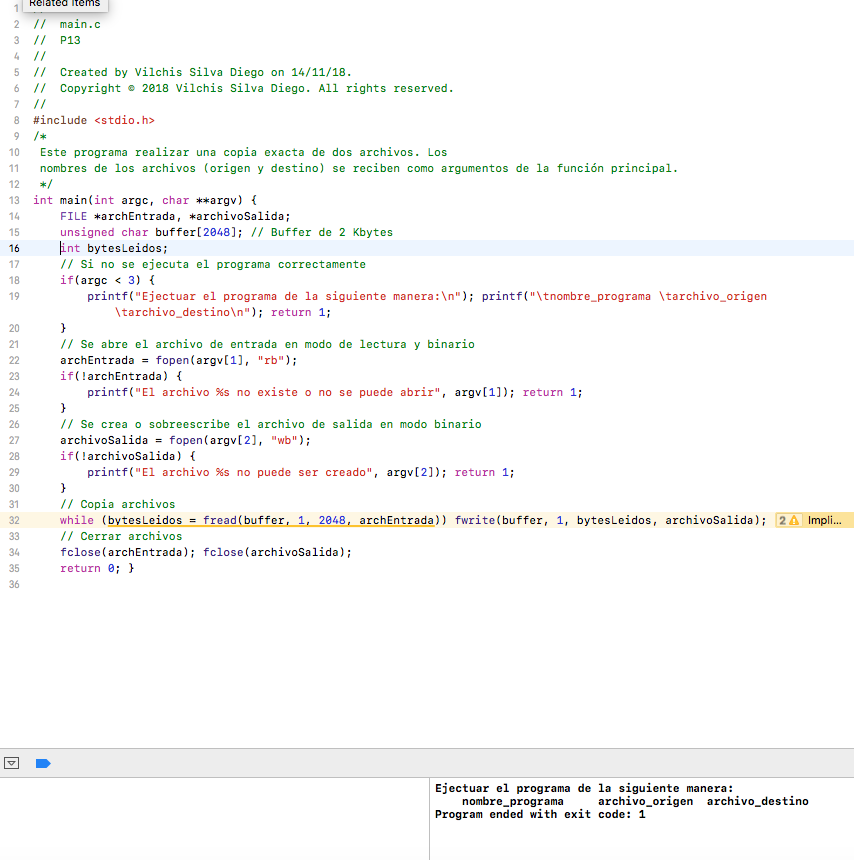 Related Items
1
2 // main.c
3 // P13
4 //
5 // Created by Vilchis Silva Diego on 14/11/18.
6 // Copyright © 2018 Vilchis Silva Diego. All rights reserved.
7 //
8 #include <stdio.h>
9 /*
10 Este programa realizar una copia exacta de dos archivos. Los
11 nombres de los archivos (origen y destino) se reciben como argumentos de la función principal.
12 */
13 int main(int argc, char **argv) {
14 FILE *archEntrada, *archivoSalida;
15 unsigned char buffer[2048]; // Buffer de 2 Kbytes
16 int bytesLeidos;
17 // Si no se ejecuta el programa correctamente
18 if(argc < 3) {
19 printf("Ejectuar el programa de la siguiente manera:\n"); printf("\tnombre_programa \tarchivo_origen
\tarchivo_destino\n"); return 1;
20 }
21 // Se abre el archivo de entrada en modo de lectura y binario
22 archEntrada = fopen(argv[1], "rb");
23 if(!archEntrada) {
24 printf("El archivo %s no existe o no se puede abrir", argv[1]); return 1;
25 }
26 // Se crea o sobreescribe el archivo de salida en modo binario
27 archivoSalida = fopen(argv[2], "wb");
28 if(!archivoSalida) {
29 printf("El archivo %s no puede ser creado", argv[2]); return 1;
30 }
31 // Copia archivos
32 while (bytesLeidos = fread(buffer, 1, 2048, archEntrada)) fwrite(buffer, 1, bytesLeidos, archivoSalida); 2 Impli...
33 // Cerrar archivos
34 fclose(archEntrada); fclose(archivoSalida);
35 return 0; }
36
Ejectuar el programa de la siguiente manera:
nombre_programa archivo_origen archivo_destino
Program ended with exit code: 1